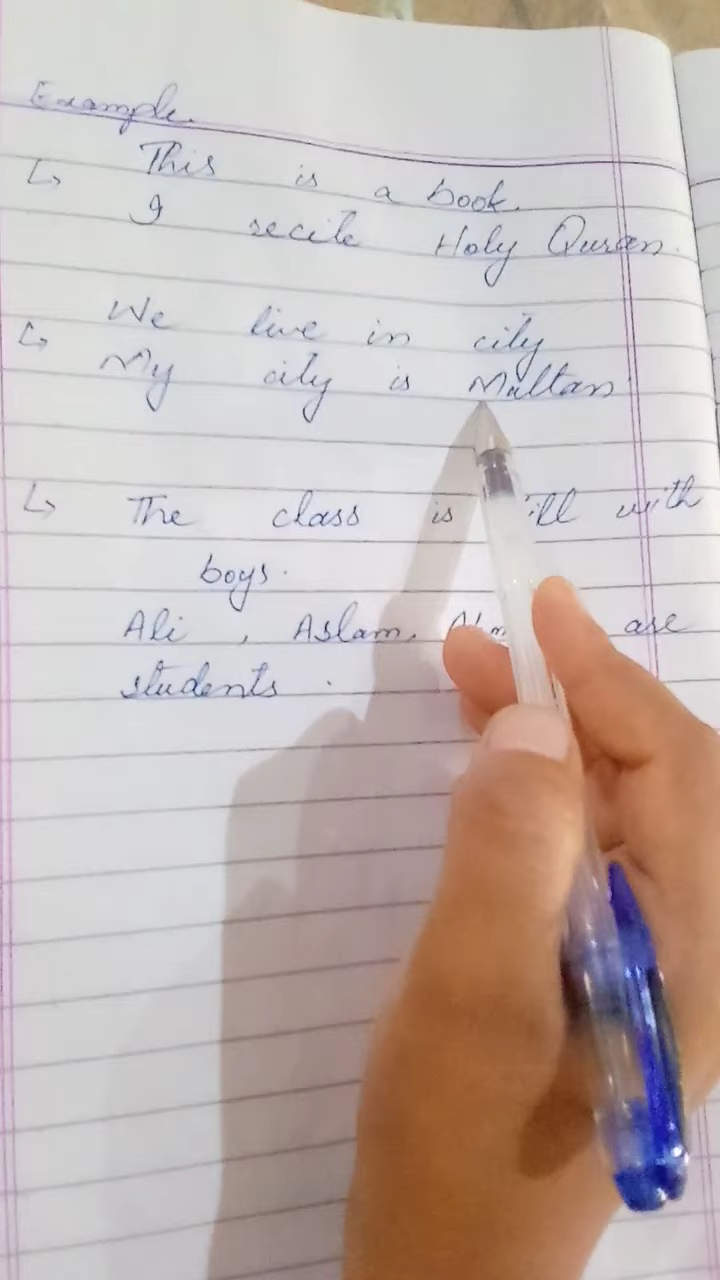 Example.
↳ This is a book.
I recite Holy Quran.
↳ We live in city
My city is Multan
↳ The class is with
boys.
Ali , Aslam, are
students .